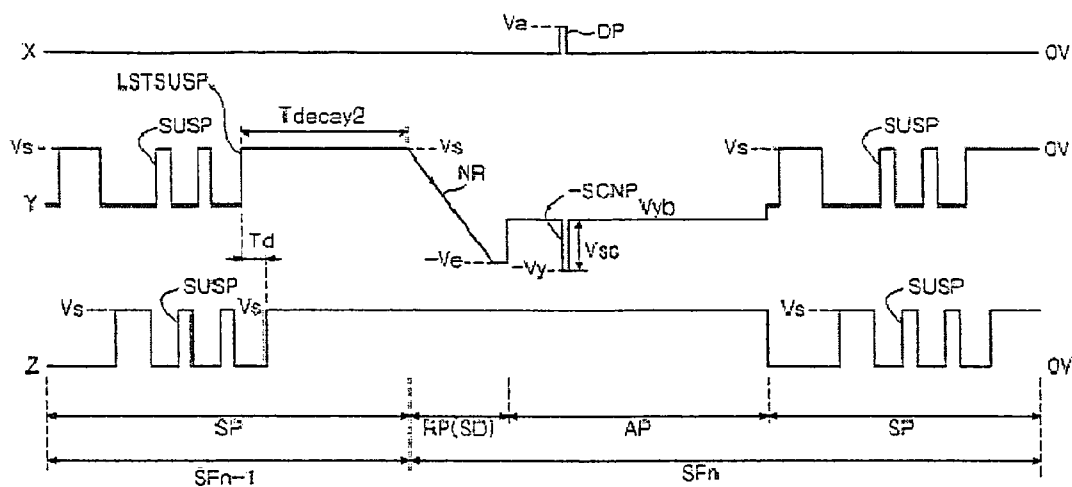 Va
DP
X
0V
LSTSUSP
Tdecay2
SUSP
SUSP
Vs
Vs
Vs
0V
NR
-SCNP
Y
Vyb
Td
Vsc
-Ve
-Vy
SUSP
SUSP
Vs
Vs
Vs
Z
0V
SP
RP(SD)
AP
SP
SFn-1
SFn